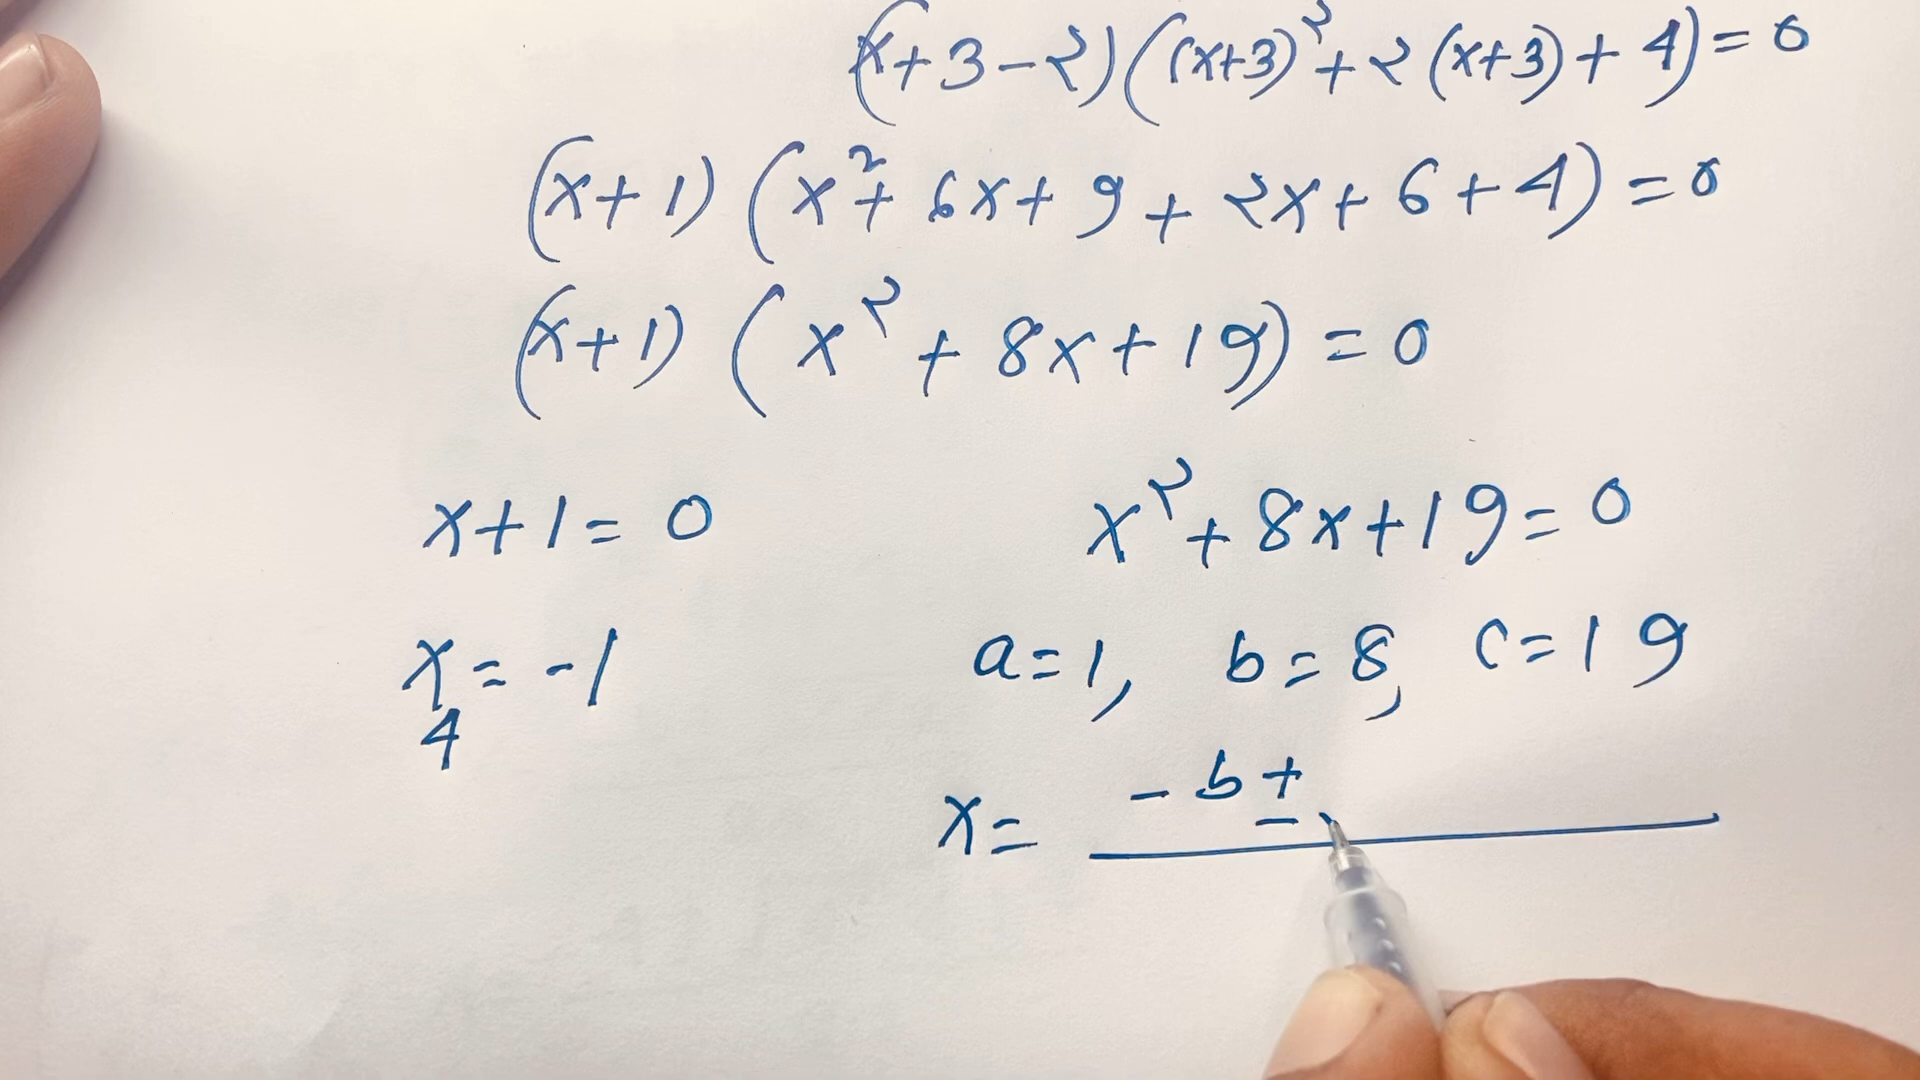 (x+3-2)((x+3)²+2(x+3)+4)=0
(x+1)(x²+6x+9+2x+6+4)=0
(x+1)(x²+8x+19)=0
x+1=0
x₄=-1
x²+8x+19=0
a=1, b=8, c=19
x= -b±